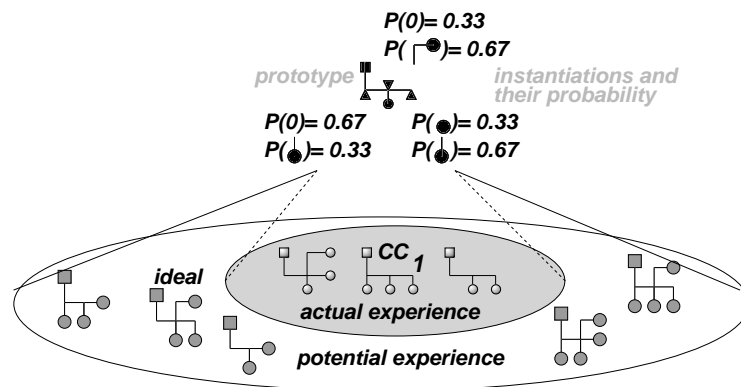 P(0)= 0.33
P( )= 0.67
prototype
instantiations and
their probability
P(0)= 0.67
P( )= 0.33
P( )= 0.33
P( )= 0.67
CC1
ideal
actual experience
potential experience